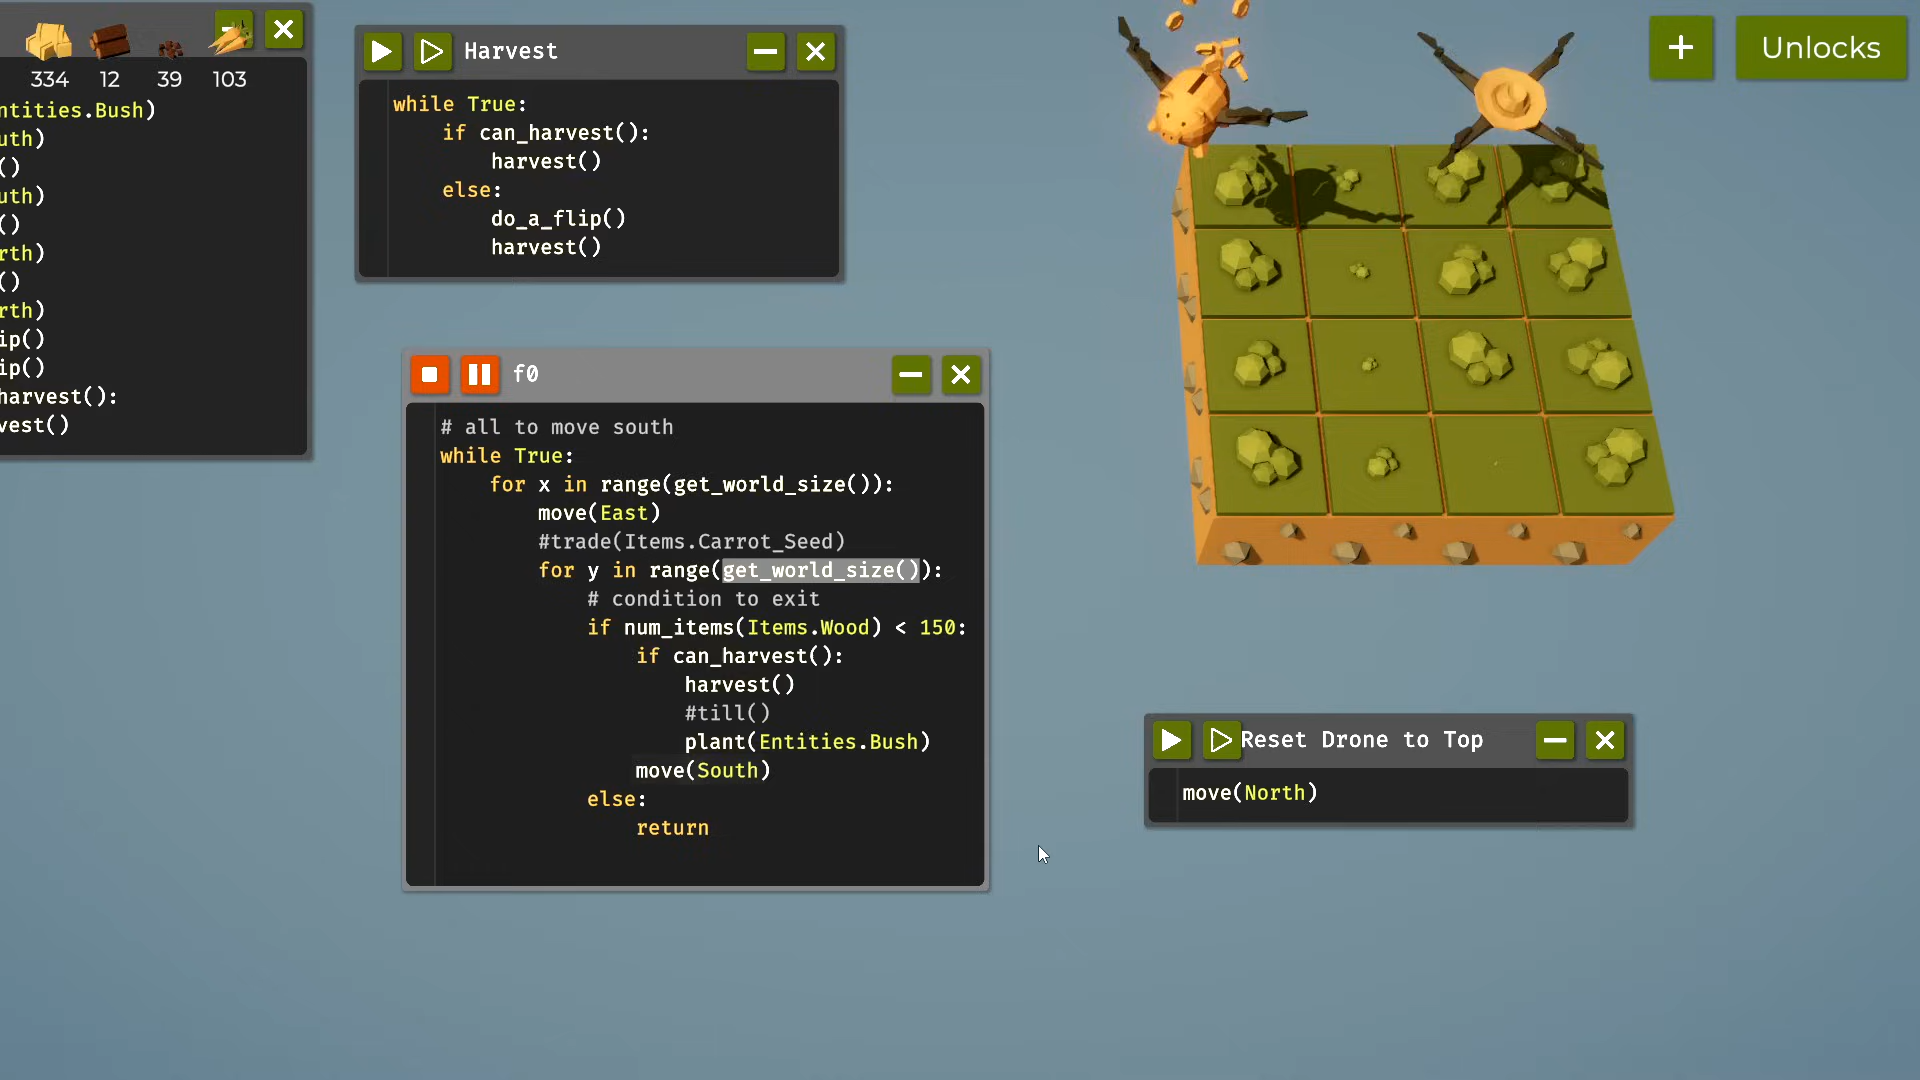 334 12 39 103
ntities.Bush)
uth)
()
uth)
()
rth)
()
rth)
ip()
ip()
harvest():
vest()
Harvest
while True:
if can_harvest():
harvest()
else:
do_a_flip()
harvest()
+ Unlocks
f0
# all to move south
while True:
for x in range(get_world_size()):
move(East)
#trade(Items.Carrot_Seed)
for y in range(get_world_size()):
# condition to exit
if num_items(Items.Wood) < 150:
if can_harvest():
harvest()
#till()
plant(Entities.Bush)
move(South)
else:
return
Reset Drone to Top
move(North)